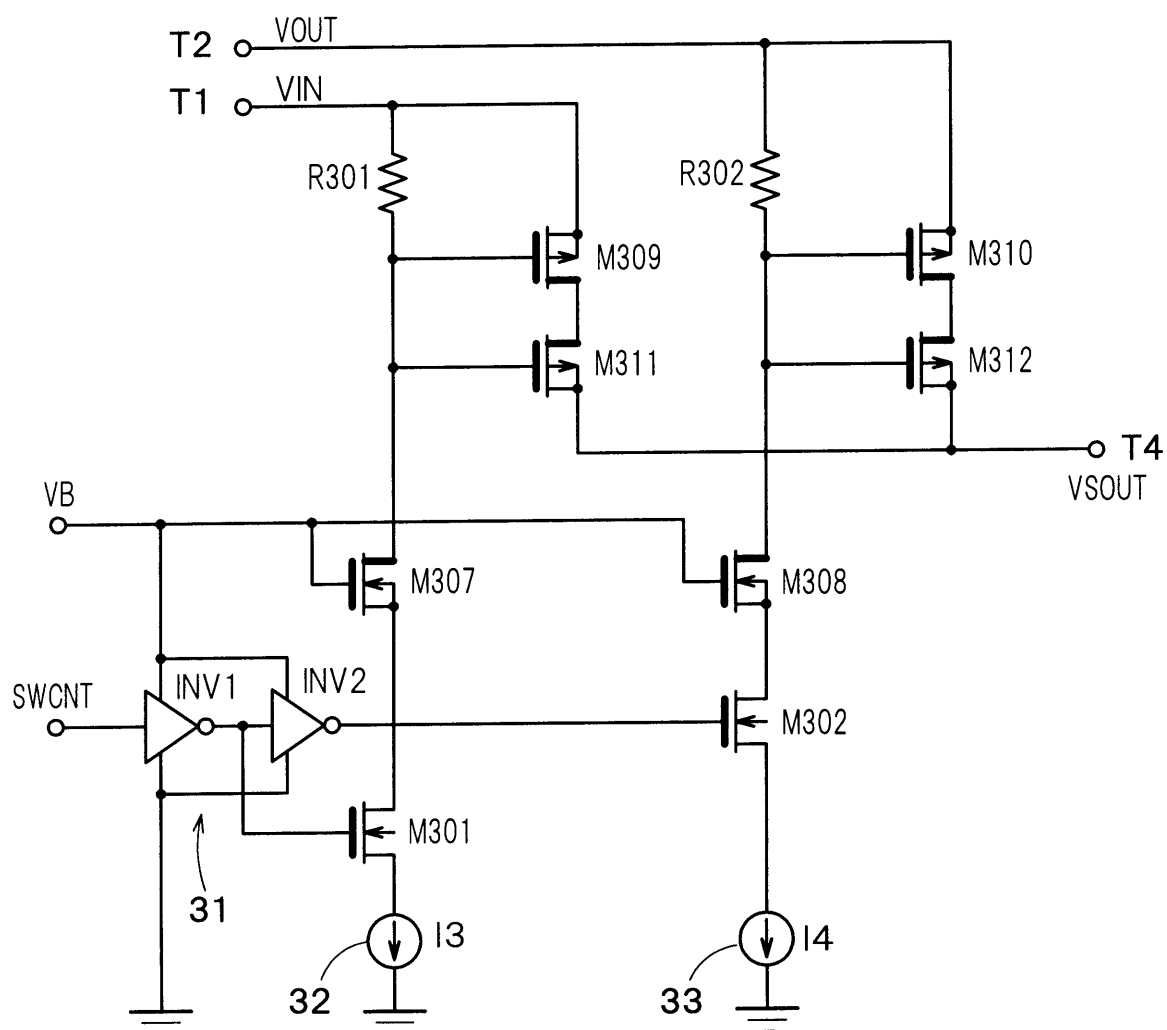 T2 VOUT
T1 VIN
R301
R302
M309
M310
M311
M312
T4
VSOUT
VB
M307
M308
SWCNT
INV1
INV2
M302
M301
31
I3
I4
32
33